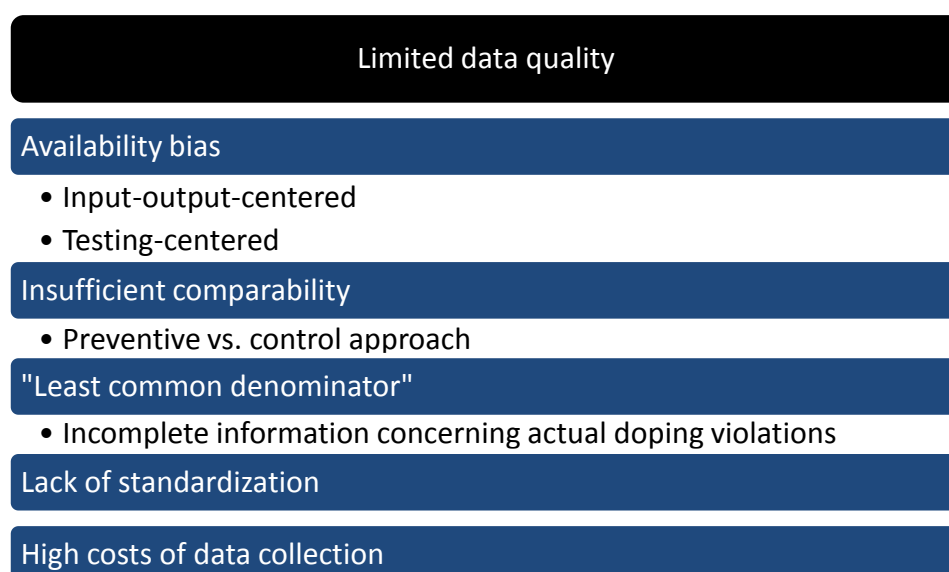 Limited data quality
Availability bias
• Input-output-centered
• Testing-centered
Insufficient comparability
• Preventive vs. control approach
"Least common denominator"
• Incomplete information concerning actual doping violations
Lack of standardization
High costs of data collection